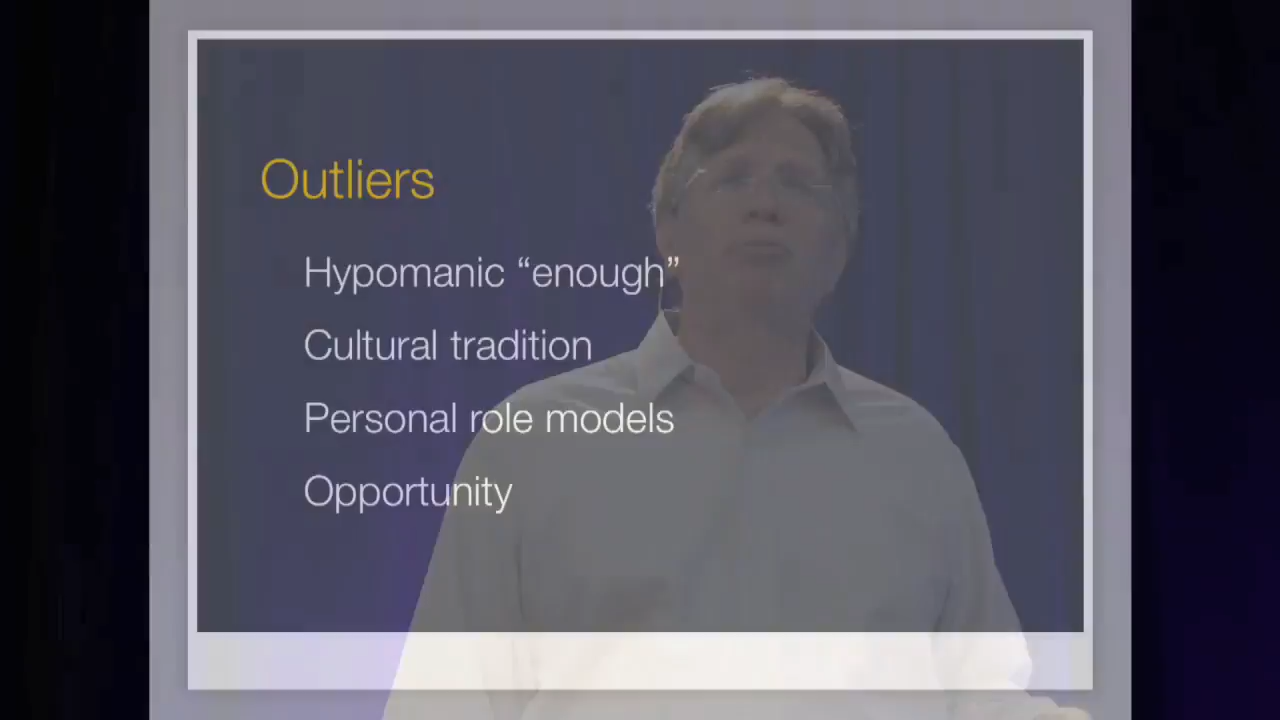 Outliers
Hypomanic “enough”
Cultural tradition
Personal role models
Opportunity